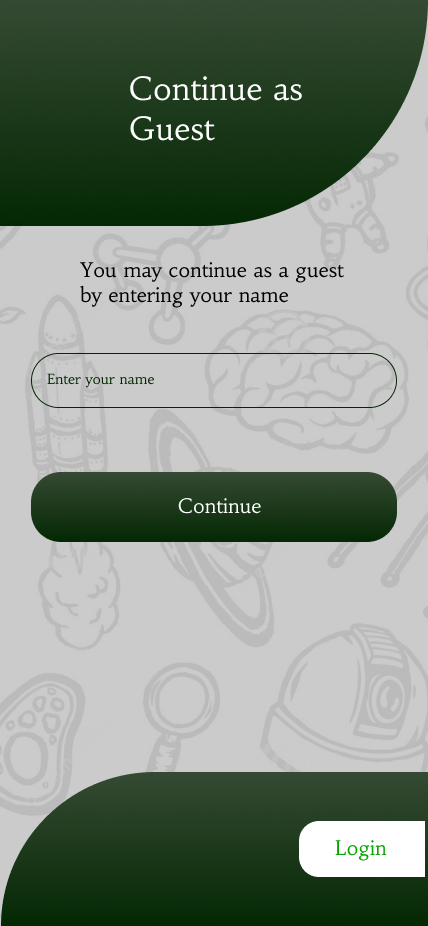 Continue as
Guest
You may continue as a guest
by entering your name
Enter your name
Continue
Login